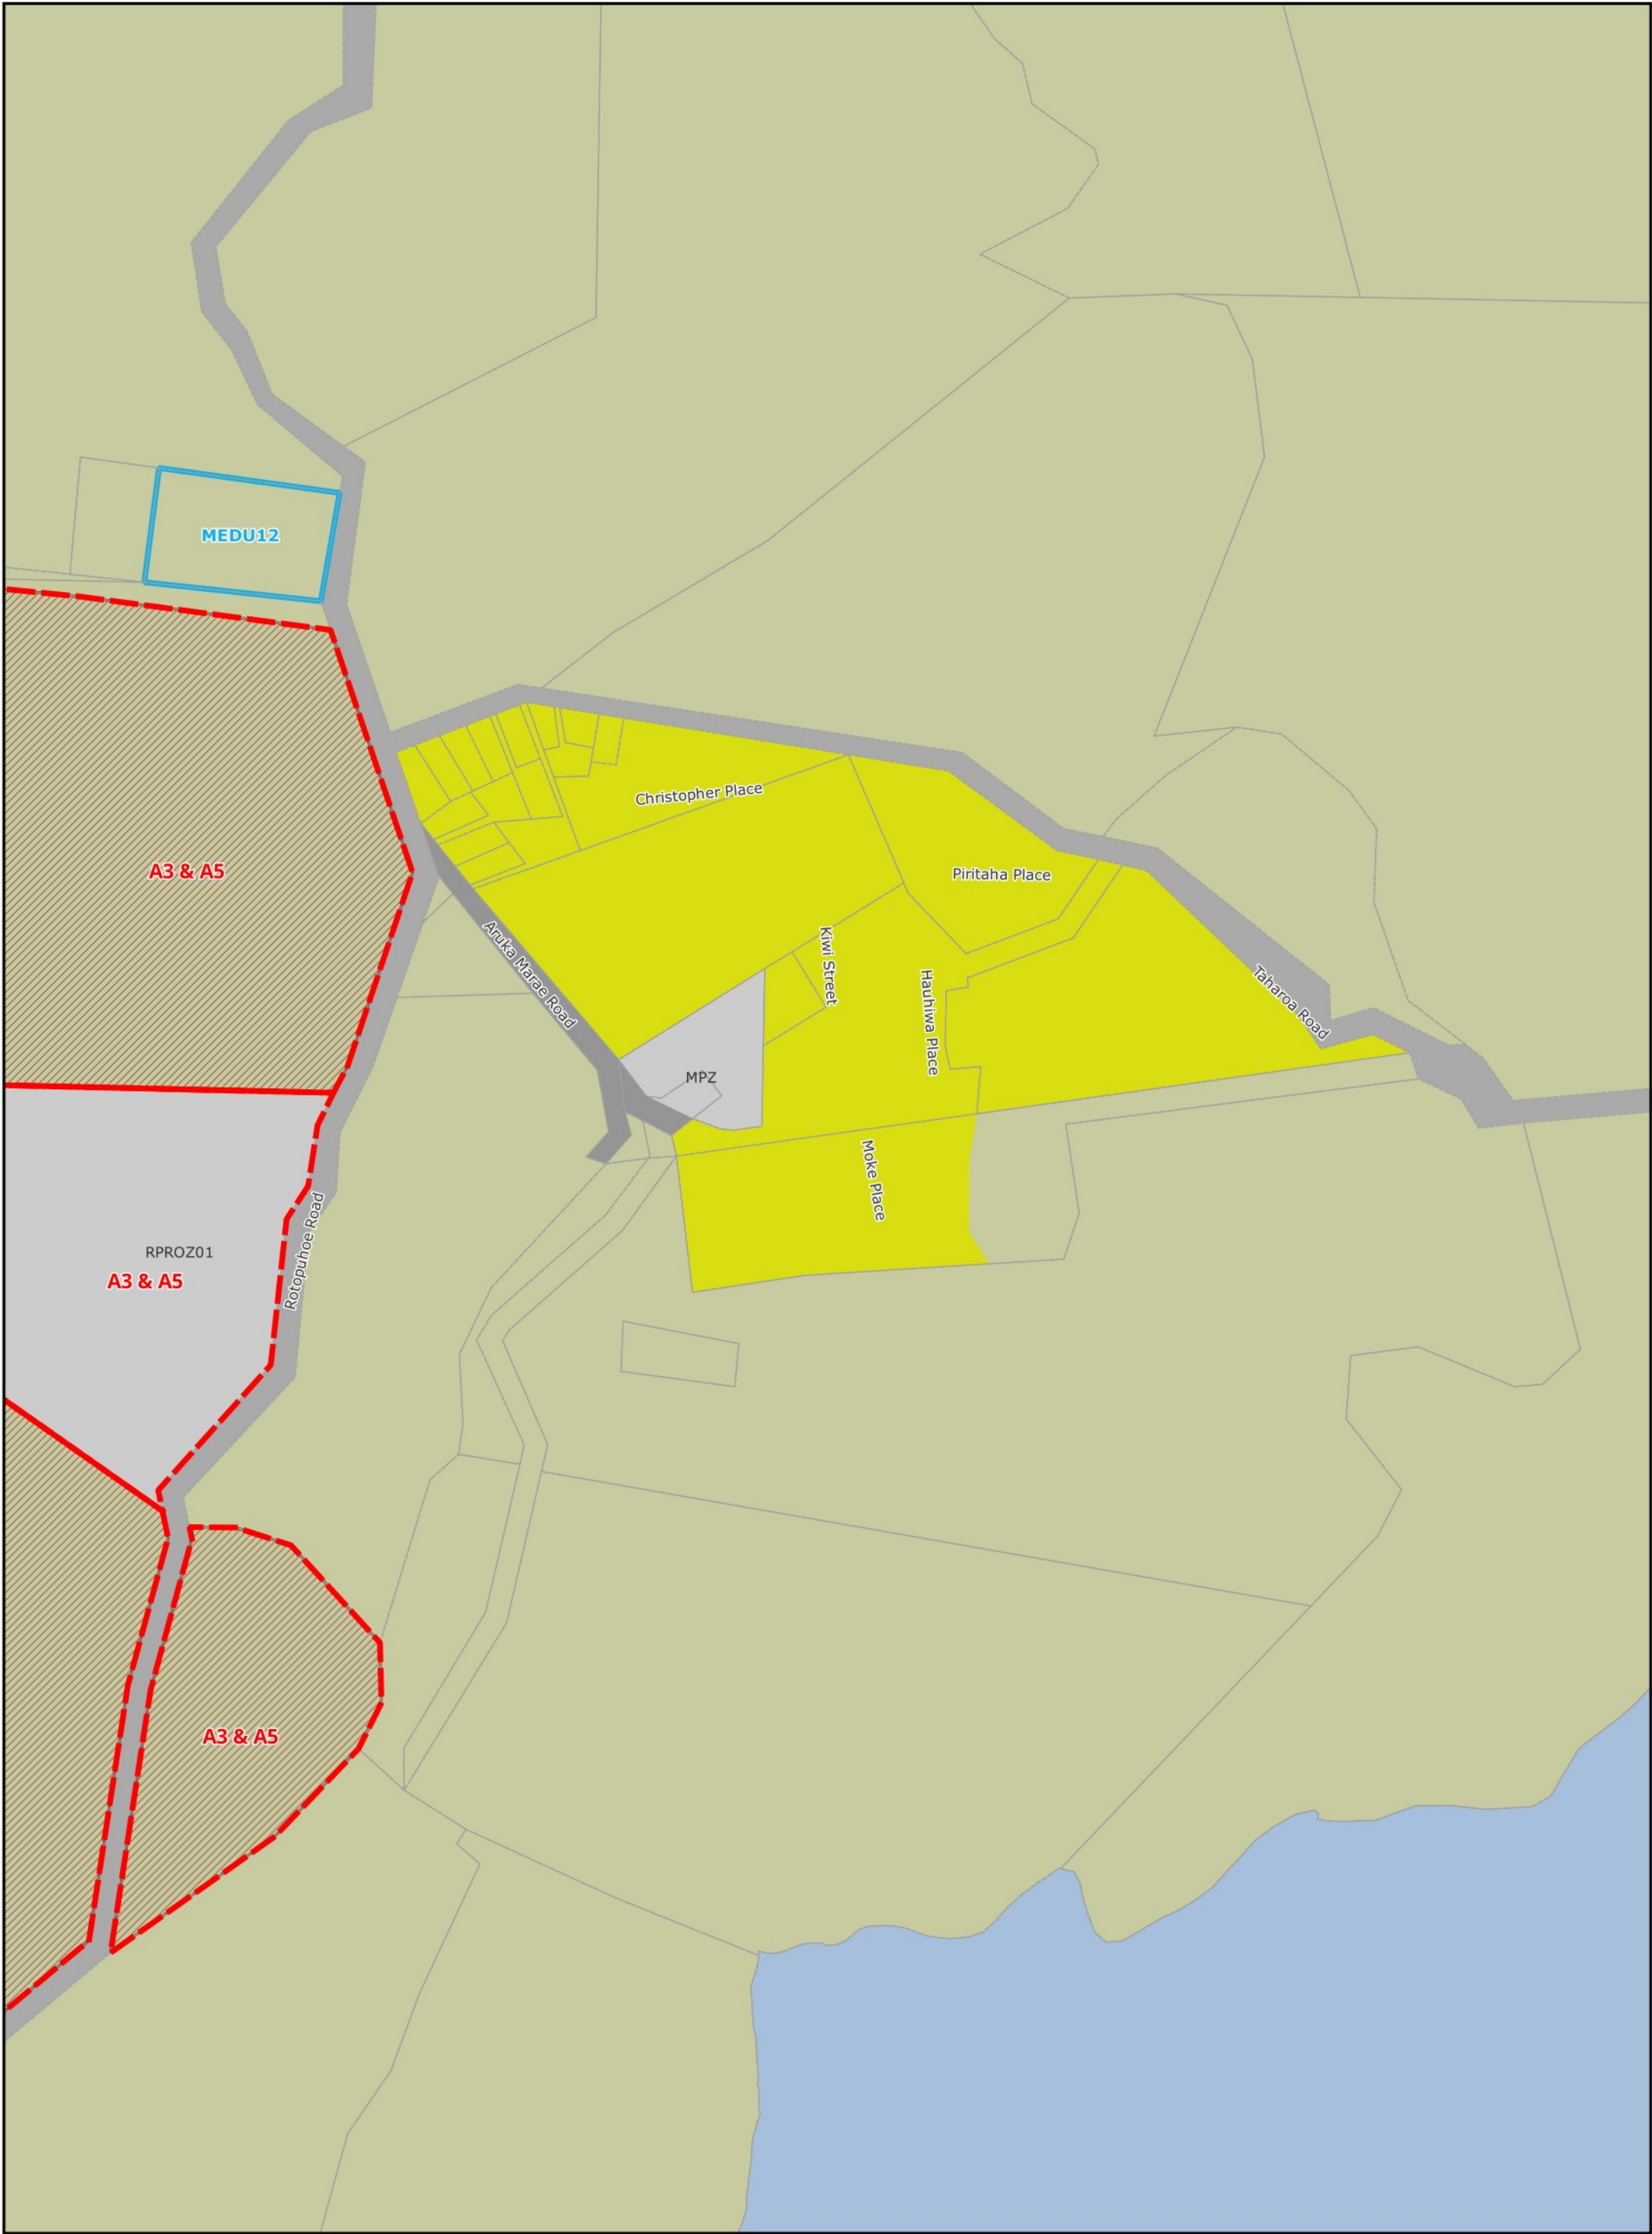 MEDU12
Christopher Place
A3 & A5
Piritaha Place
Aruka Marae Road
Kiwi Street
Hauhiwa Place
Taharoa Road
MPZ
Moke Place
RPROZ01
A3 & A5
Rotopuhoe Road
A3 & A5